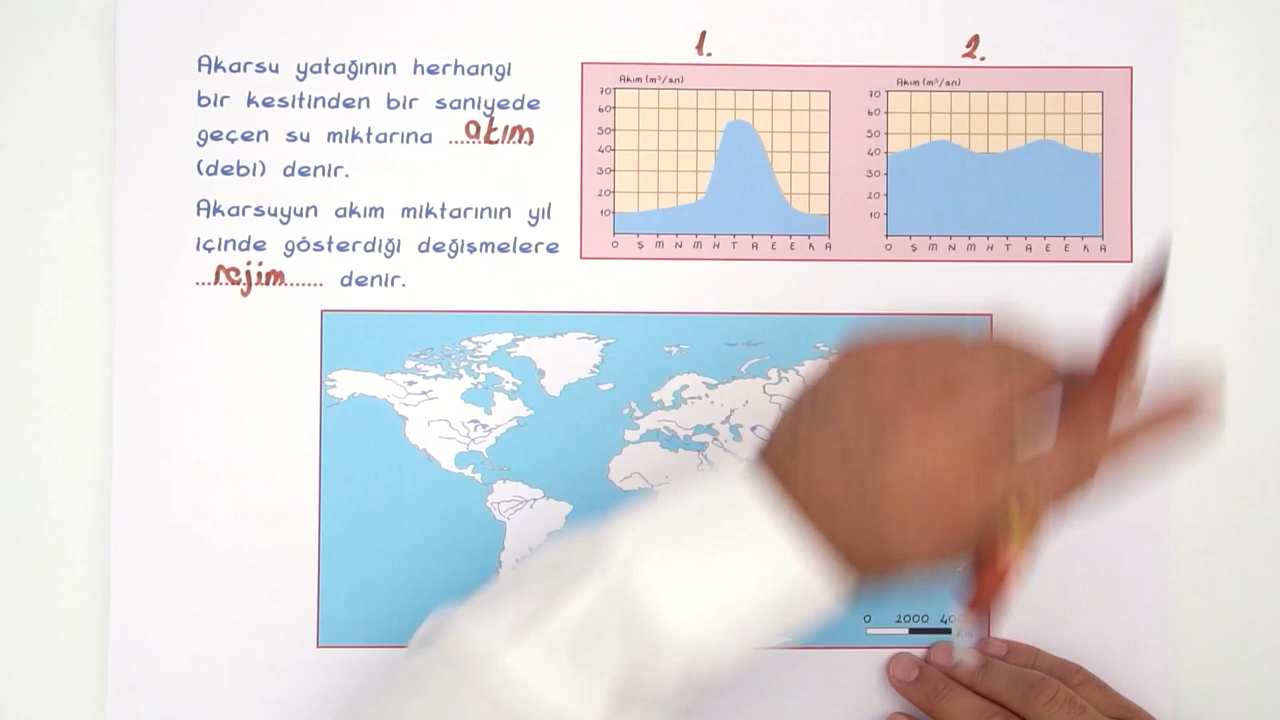 Akarsu yatağının herhangi
bir kesitinden bir saniyede
geçen su miktarına ...akım...
(debi) denir.
Akarsuyun akım miktarının yıl
içinde gösterdiği değişmelere
...rejim... denir.
1.
Akım (m³/sn)
70
60
50
40
30
20
10
O Ş M N M H T A E E K A
2.
Akım (m³/sn)
70
60
50
40
30
20
10
O Ş M N M H T A E E K A
0 2000
km